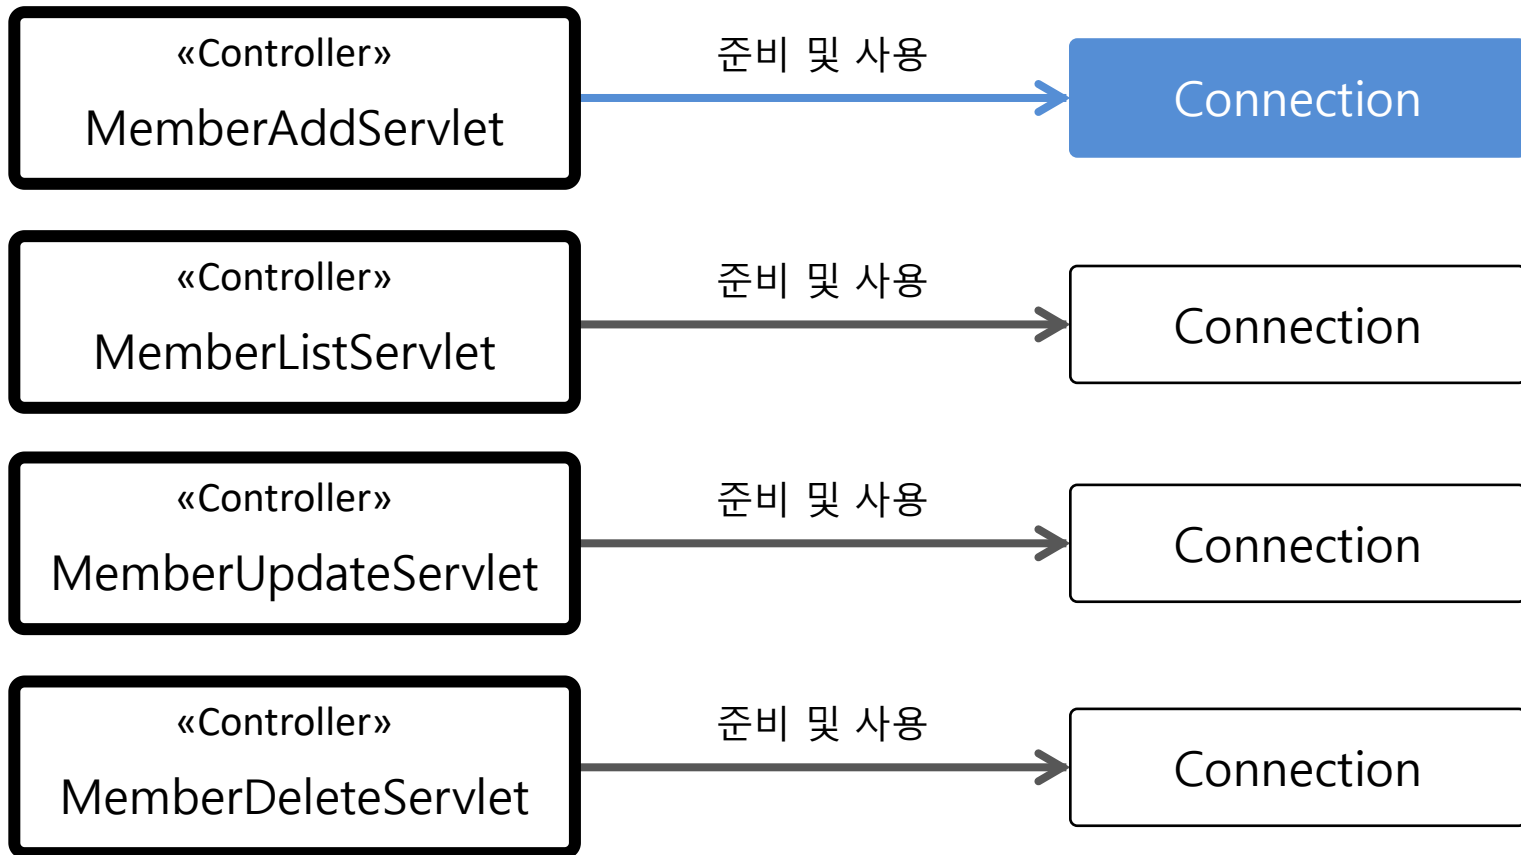 «Controller»
MemberAddServlet
준비 및 사용
Connection
«Controller»
MemberListServlet
준비 및 사용
Connection
«Controller»
MemberUpdateServlet
준비 및 사용
Connection
«Controller»
MemberDeleteServlet
준비 및 사용
Connection